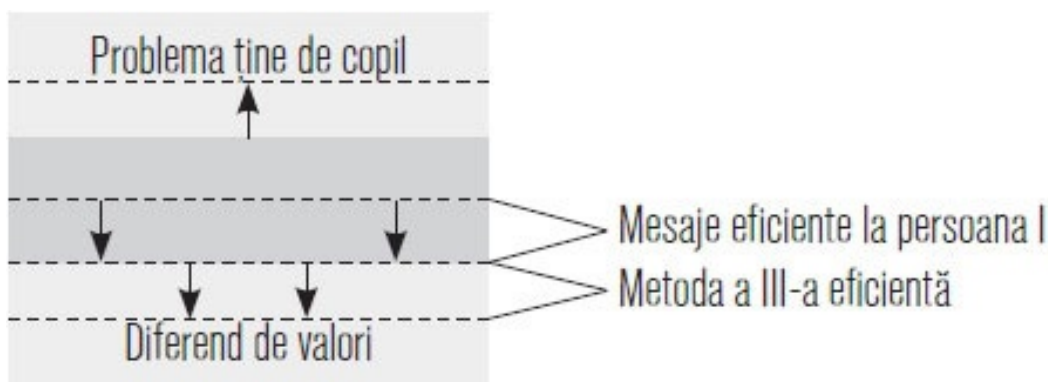 Problema ține de copil
Mesaje eficiente la persoana I
Metoda a III-a eficientă
Diferend de valori